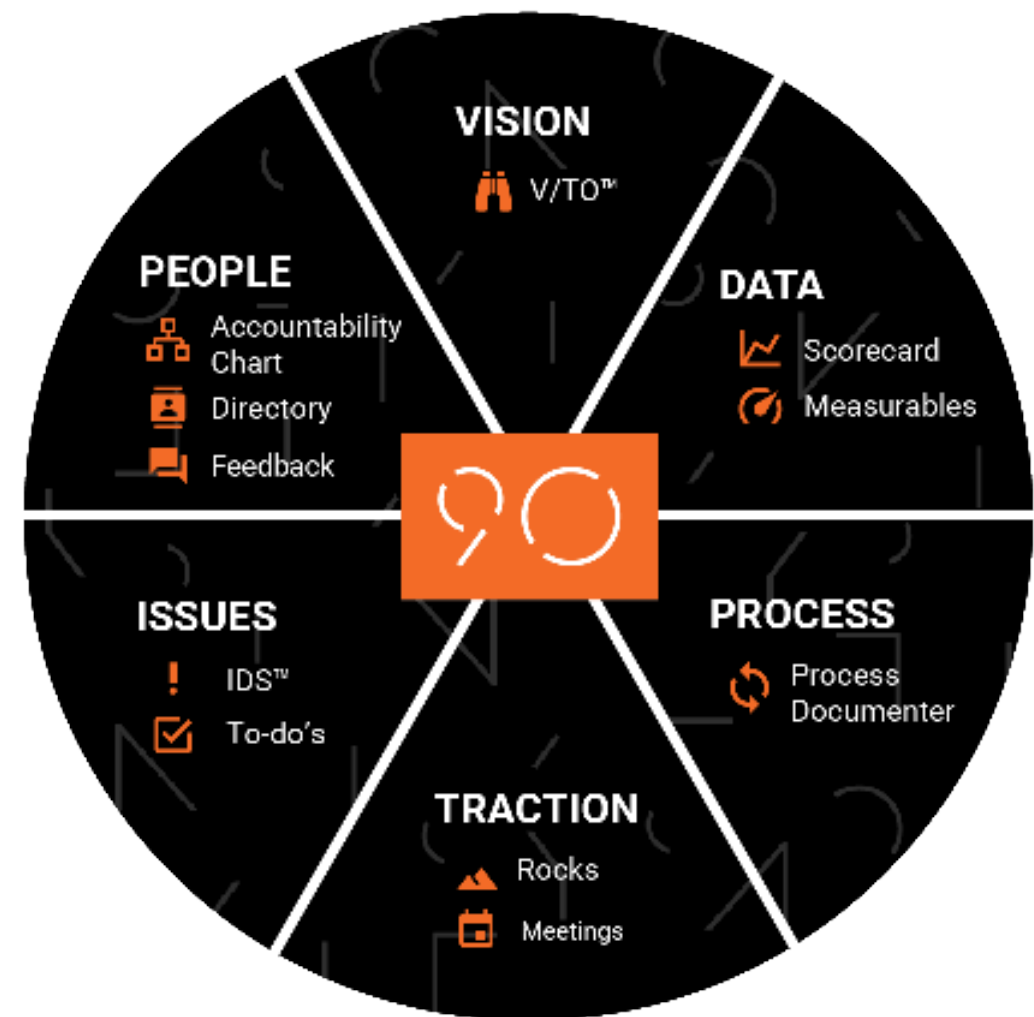 VISION
V/TO™
PEOPLE
Accountability
Chart
Directory
Feedback
DATA
Scorecard
Measurables
90
ISSUES
IDS™
To-do's
PROCESS
Process
Documenter
TRACTION
Rocks
Meetings